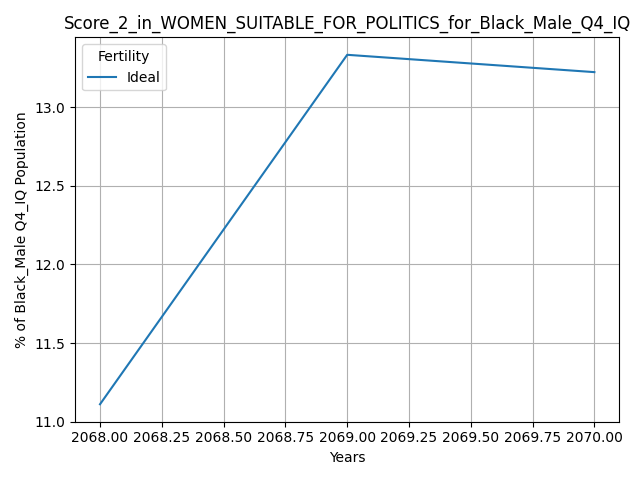 Score_2_in_WOMEN_SUITABLE_FOR_POLITICS_for_Black_Male_Q4_IQ
Fertility
Ideal
% of Black_Male Q4_IQ Population
13.0
12.5
12.0
11.5
11.0
2068.00 2068.25 2068.50 2068.75 2069.00 2069.25 2069.50 2069.75 2070.00
Years